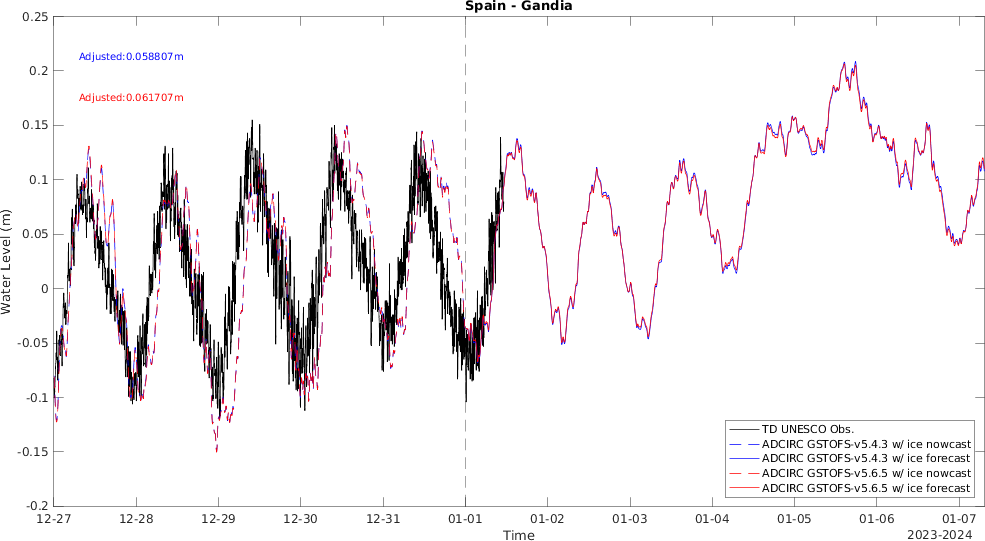 Spain - Gandia
0.25
0.2
0.15
0.1
0.05
0
-0.05
-0.1
-0.15
-0.2
Water Level (m)
Adjusted:0.058807m
Adjusted:0.061707m
TD UNESCO Obs.
ADCIRC GSTOFS-v5.4.3 w/ ice nowcast
ADCIRC GSTOFS-v5.4.3 w/ ice forecast
ADCIRC GSTOFS-v5.6.5 w/ ice nowcast
ADCIRC GSTOFS-v5.6.5 w/ ice forecast
12-27 12-28 12-29 12-30 12-31 01-01 01-02 01-03 01-04 01-05 01-06 01-07
Time
2023-2024